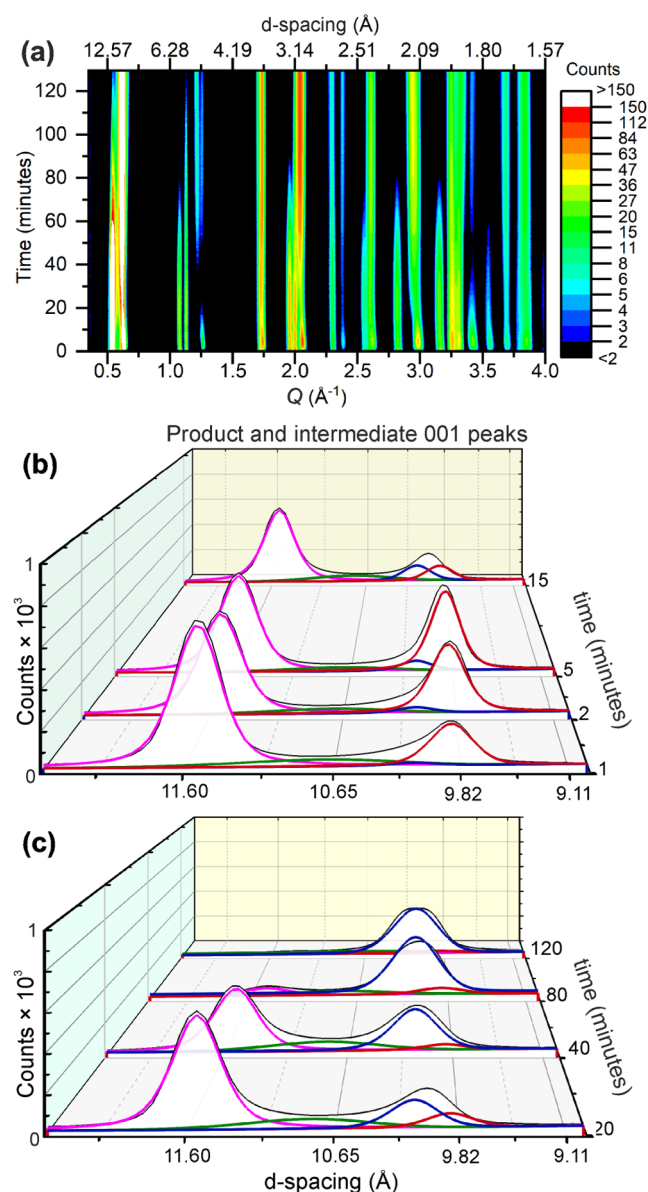 (a)
d-spacing (Å)
12.57 6.28 4.19 3.14 2.51 2.09 1.80 1.57
Counts
>150
150
112
84
63
47
36
27
20
15
11
8
6
5
4
3
2
<2
Time (minutes)
120
100
80
60
40
20
0
0.5 1.0 1.5 2.0 2.5 3.0 3.5 4.0
Q (Å-1)
Product and intermediate 001 peaks
(b)
1
Counts × 10³
0
15
5
2
1
time (minutes)
11.60 10.65 9.82 9.11
(c)
1
Counts × 10³
0
120
80
40
20
time (minutes)
11.60 10.65 9.82 9.11
d-spacing (Å)